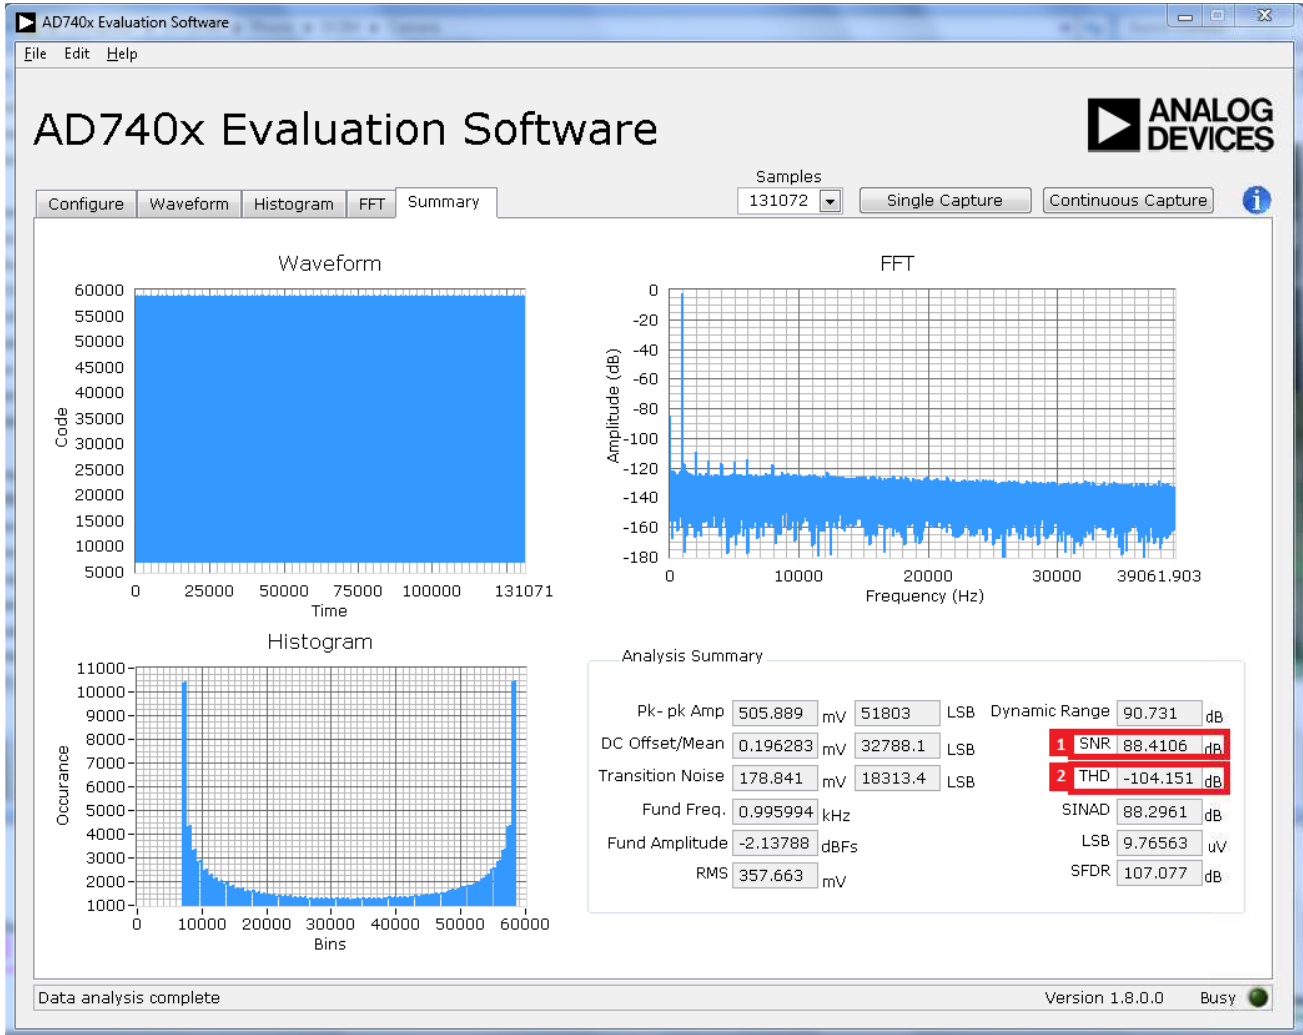 AD740x Evaluation Software
File Edit Help
AD740x Evaluation Software
ANALOG
DEVICES
Samples
Configure Waveform Histogram FFT Summary 131072 Single Capture Continuous Capture i
Waveform
60000
55000
50000
45000
40000
35000
30000
25000
20000
15000
10000
5000
Code
0 25000 50000 75000 100000 131071
Time
FFT
0
-20
-40
-60
-80
-100
-120
-140
-160
-180
Amplitude (dB)
0 10000 20000 30000 39061.903
Frequency (Hz)
Histogram
11000
10000
9000
8000
7000
6000
5000
4000
3000
2000
1000
Occurance
0 10000 20000 30000 40000 50000 60000
Bins
Analysis Summary
Pk- pk Amp 505.889 mV 51803 LSB Dynamic Range 90.731 dB
DC Offset/Mean 0.196283 mV 32788.1 LSB 1 SNR 88.4106 dB
Transition Noise 178.841 mV 18313.4 LSB 2 THD -104.151 dB
Fund Freq. 0.995994 kHz SINAD 88.2961 dB
Fund Amplitude -2.13788 dBFs LSB 9.76563 uV
RMS 357.663 mV SFDR 107.077 dB
Data analysis complete Version 1.8.0.0 Busy